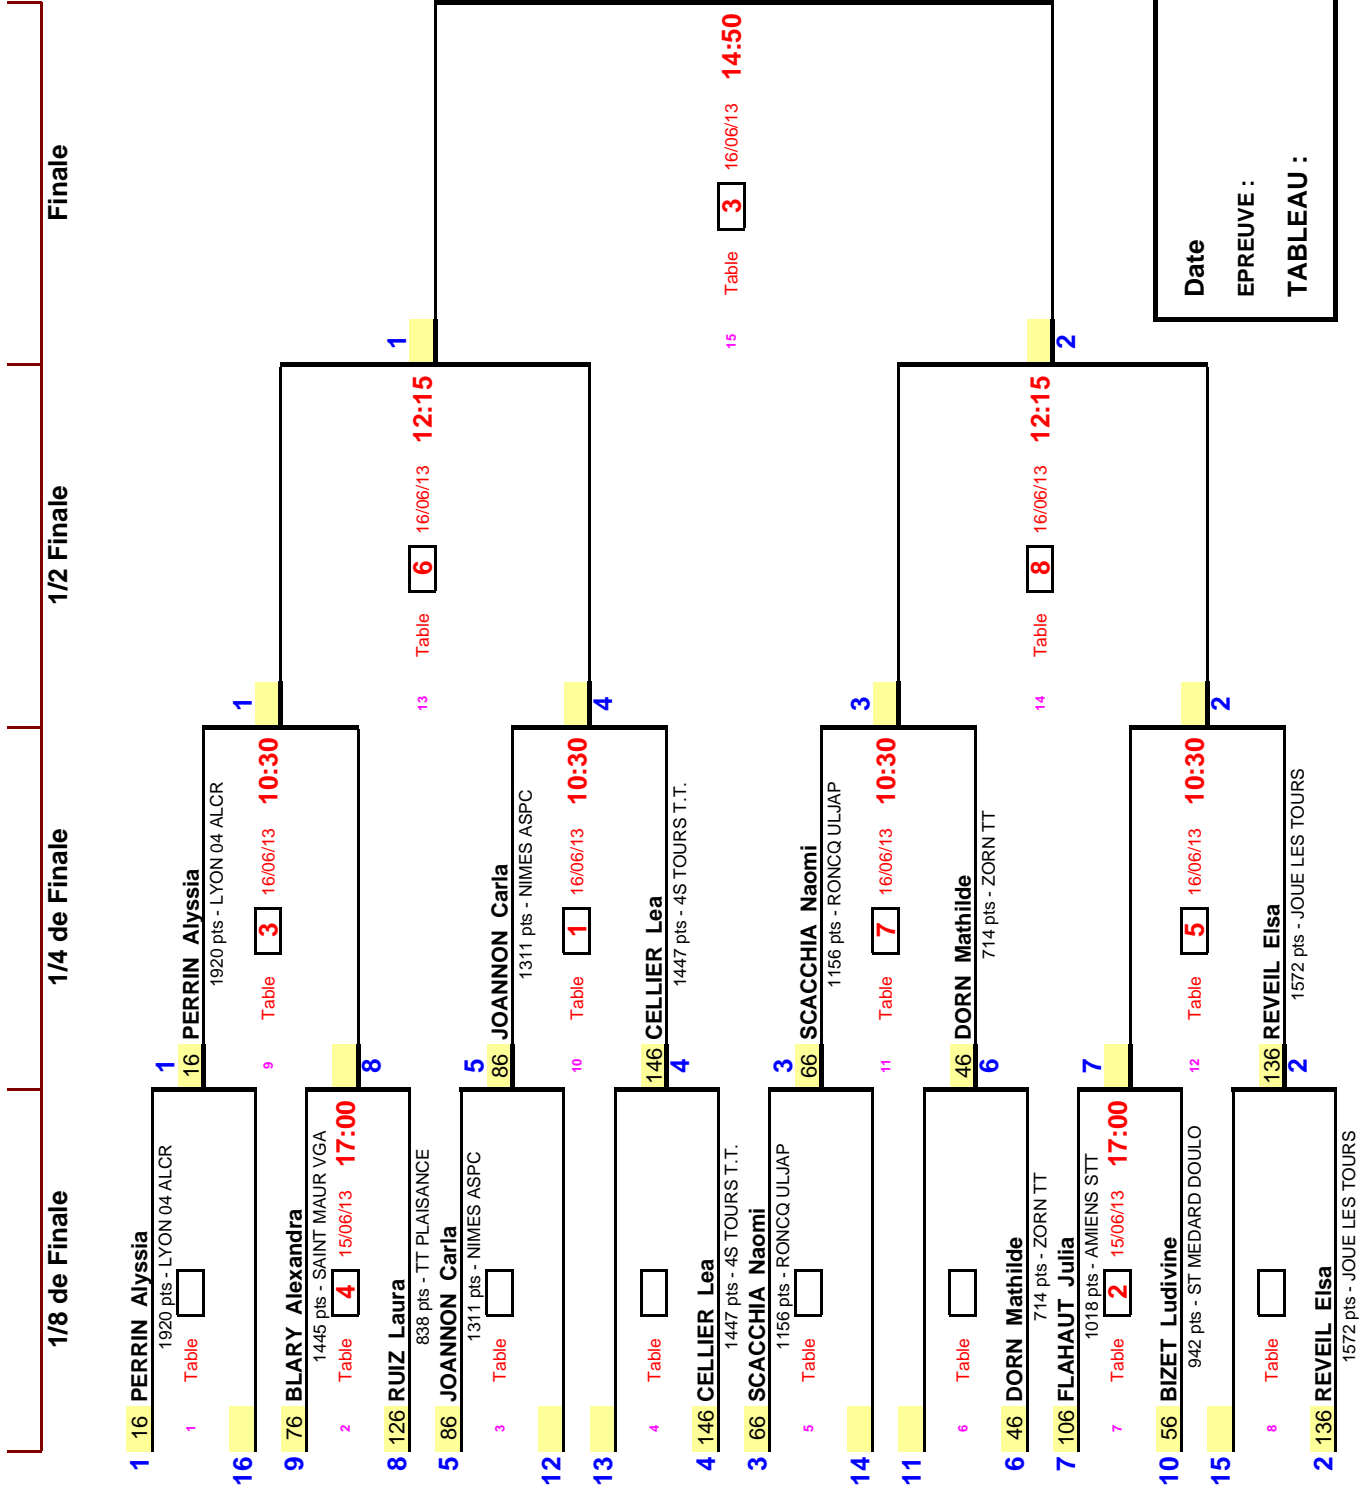 1/8 de Finale
1/4 de Finale
1/2 Finale
Finale
1 16 PERRIN Alyssia
1920 pts - LYON 04 ALCR
1 Table
16
9 76 BLARY Alexandra
1445 pts - SAINT MAUR VGA
2 Table 4 15/06/13 17:00
8 126 RUIZ Laura
838 pts - TT PLAISANCE
5 86 JOANNON Carla
1311 pts - NIMES ASPC
3 Table
12
13
4 Table
4 146 CELLIER Lea
1447 pts - 4S TOURS T.T.
3 66 SCACCHIA Naomi
1156 pts - RONCQ ULJAP
5 Table
14
11
6 Table
6 46 DORN Mathilde
714 pts - ZORN TT
7 106 FLAHAUT Julia
1018 pts - AMIENS STT
7 Table 2 15/06/13 17:00
10 56 BIZET Ludivine
942 pts - ST MEDARD DOULO
15
8 Table
2 136 REVEIL Elsa
1572 pts - JOUE LES TOURS
1
16 PERRIN Alyssia
1920 pts - LYON 04 ALCR
9 Table 3 16/06/13 10:30
8
5
86 JOANNON Carla
1311 pts - NIMES ASPC
10 Table 1 16/06/13 10:30
146 CELLIER Lea
4
1447 pts - 4S TOURS T.T.
3
66 SCACCHIA Naomi
1156 pts - RONCQ ULJAP
11 Table 7 16/06/13 10:30
46 DORN Mathilde
6
714 pts - ZORN TT
7
12 Table 5 16/06/13 10:30
136 REVEIL Elsa
2
1572 pts - JOUE LES TOURS
1
13 Table 6 16/06/13 12:15
4
3
14 Table 8 16/06/13 12:15
2
1
15 Table 3 16/06/13 14:50
2
Date
EPREUVE :
TABLEAU :